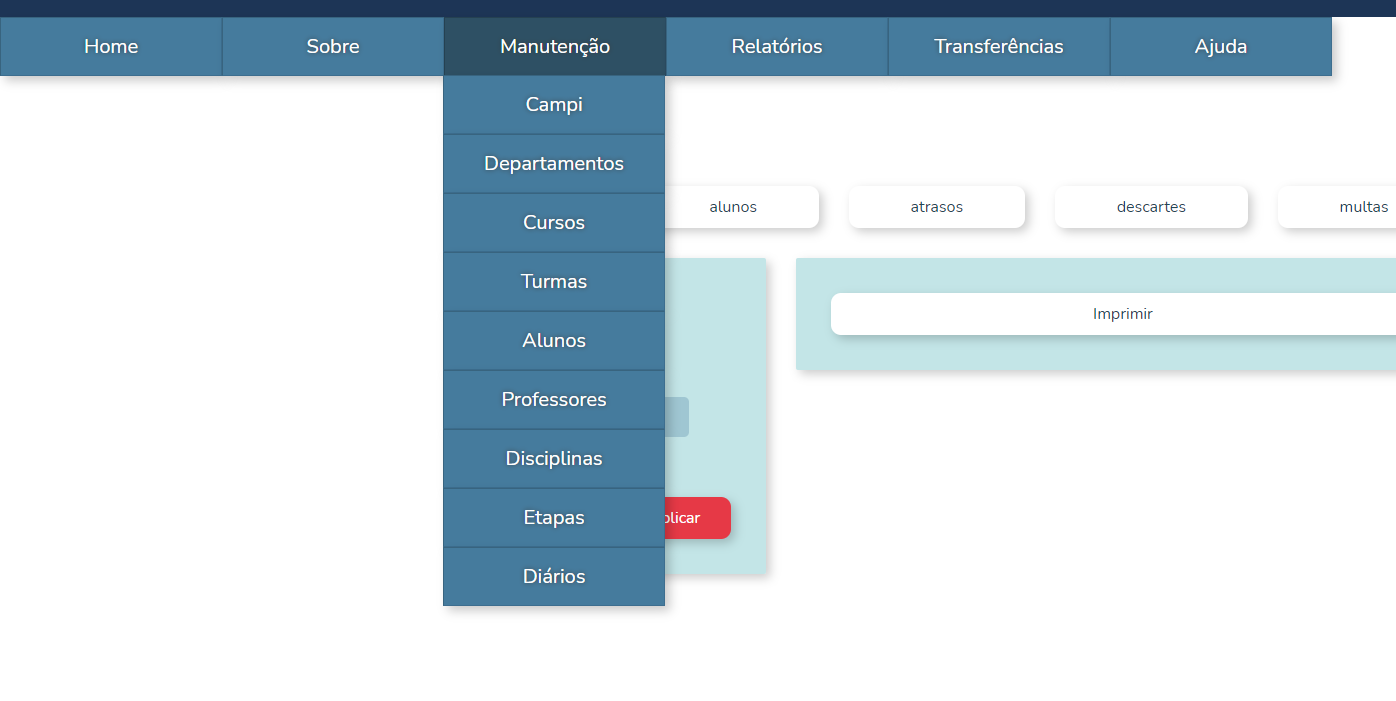 Home Sobre Manutenção Relatórios Transferências Ajuda
Campi
Departamentos
alunos atrasos descartes multas
Cursos
Turmas
Imprimir
Alunos
Professores
Disciplinas
Etapas
Diários